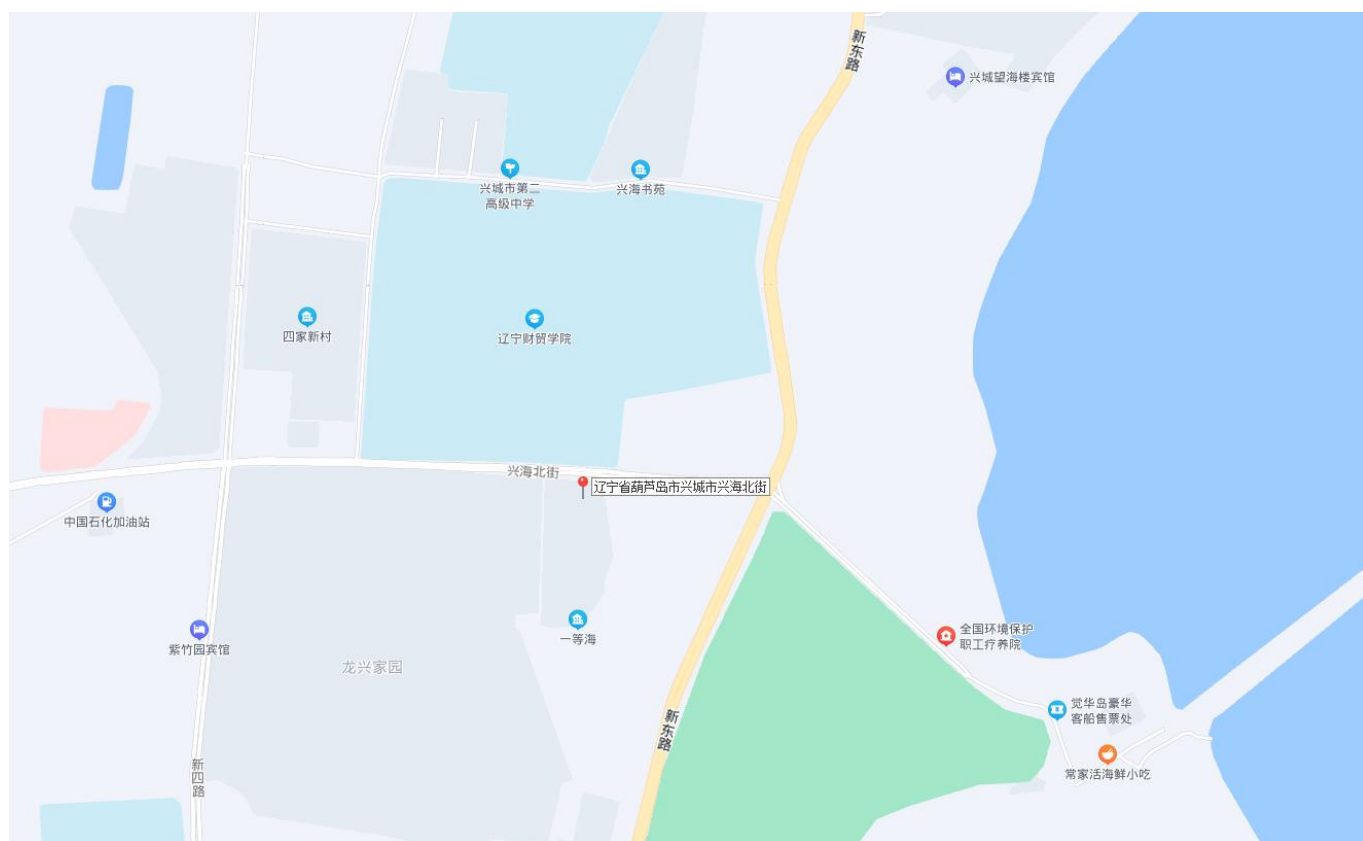 新东路
兴城望海楼宾馆
兴城市第二
高级中学
兴海书苑
四家新村
辽宁财贸学院
兴海北街
辽宁省葫芦岛市兴城市兴海北街
中国石化加油站
一等海
全国环境保护
职工疗养院
紫竹园宾馆
龙兴家园
觉华岛豪华
客船售票处
新东路
常家活海鲜小吃
新四路